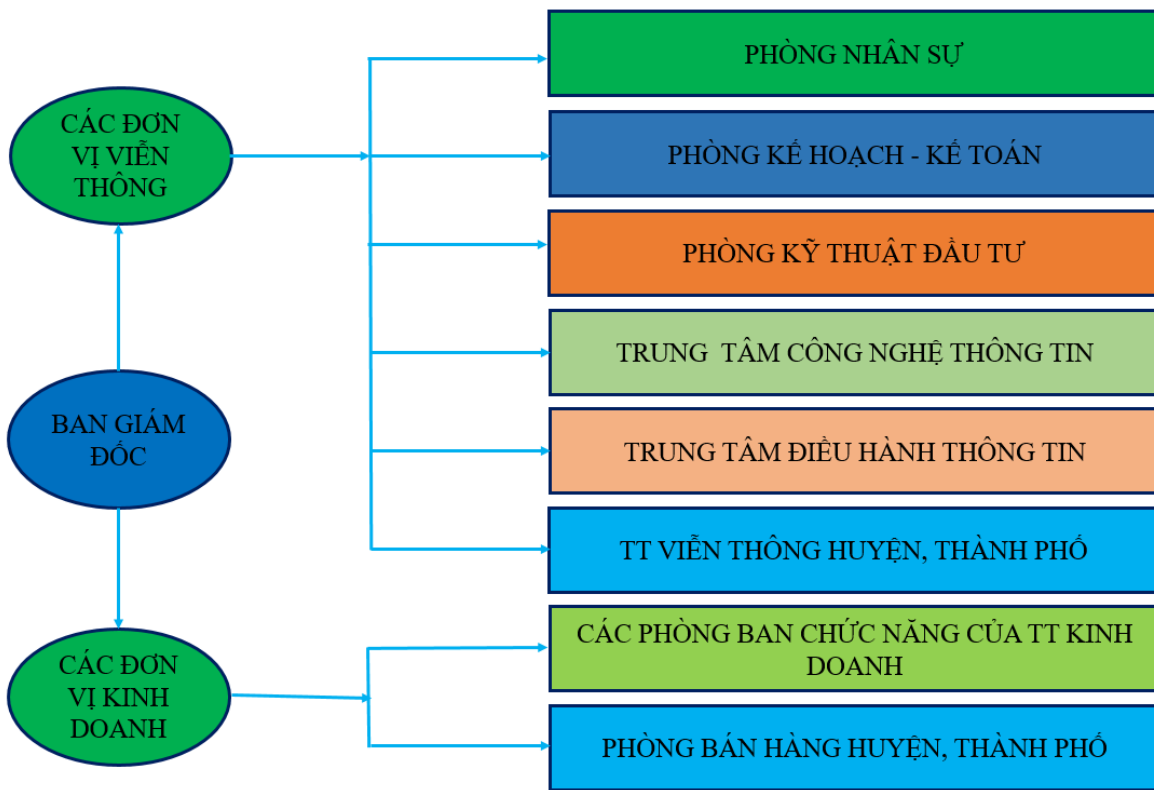 PHÒNG NHÂN SỰ
CÁC ĐƠN
VỊ VIỄN
THÔNG
PHÒNG KẾ HOẠCH - KẾ TOÁN
PHÒNG KỸ THUẬT ĐẦU TƯ
TRUNG TÂM CÔNG NGHỆ THÔNG TIN
BAN GIÁM
ĐỐC
TRUNG TÂM ĐIỀU HÀNH THÔNG TIN
TT VIỄN THÔNG HUYỆN, THÀNH PHỐ
CÁC ĐƠN
VỊ KINH
DOANH
CÁC PHÒNG BAN CHỨC NĂNG CỦA TT KINH
DOANH
PHÒNG BÁN HÀNG HUYỆN, THÀNH PHỐ